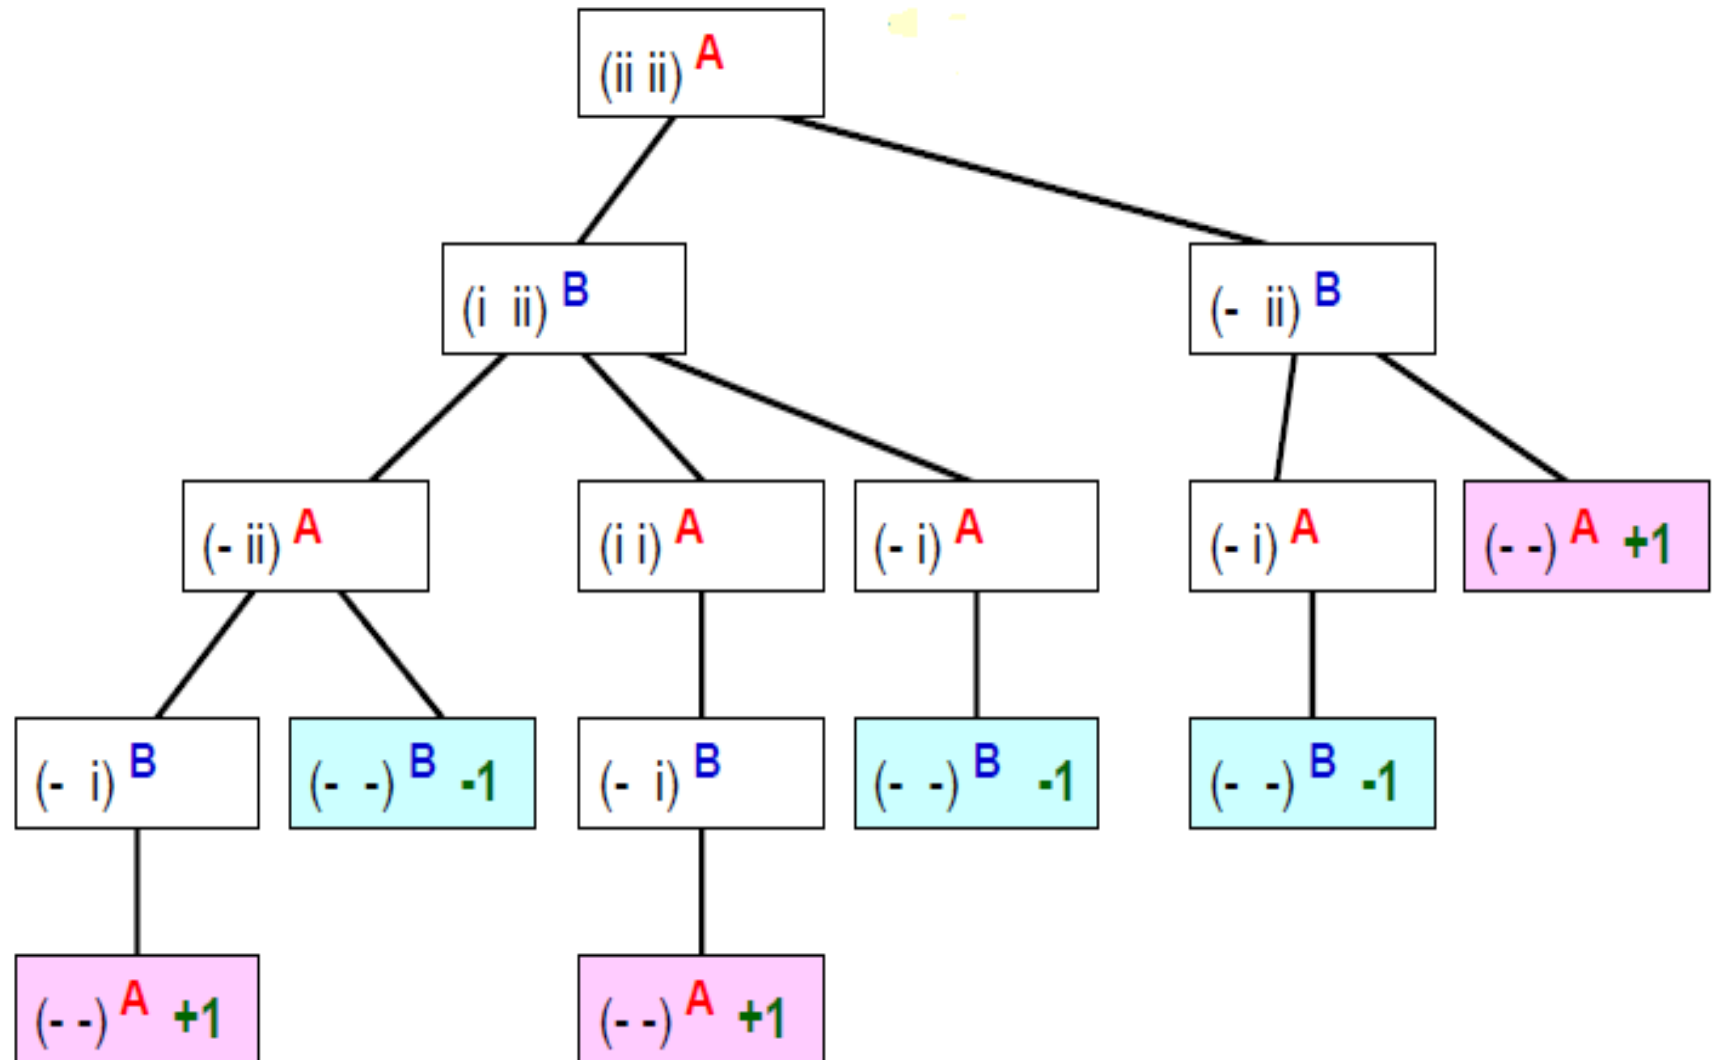 (ii ii) A
(i ii) B
(- ii) B
(- ii) A
(i i) A
(- i) A
(- i) A
(- -) A +1
(- i) B
(- -) B -1
(- i) B
(- -) B -1
(- -) B -1
(- -) A +1
(- -) A +1